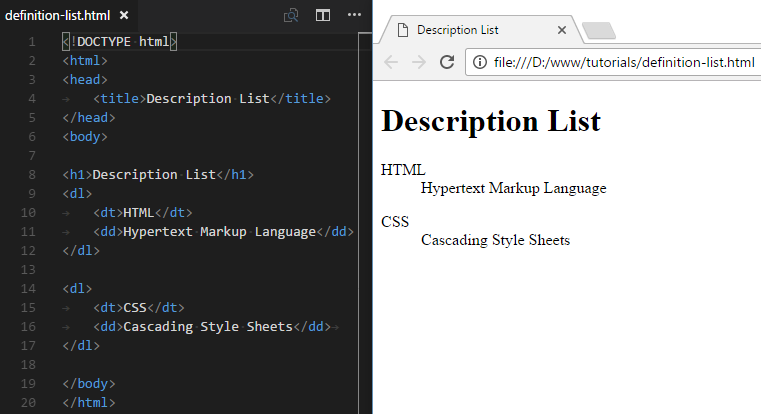 definition-list.html
1 <!DOCTYPE html>
2 <html>
3 <head>
4 <title>Description List</title>
5 </head>
6 <body>
7
8 <h1>Description List</h1>
9 <dl>
10 <dt>HTML</dt>
11 <dd>Hypertext Markup Language</dd>
12 </dl>
13
14 <dl>
15 <dt>CSS</dt>
16 <dd>Cascading Style Sheets</dd>
17 </dl>
18
19 </body>
20 </html>
Description List
file:///D:/www/tutorials/definition-list.html
Description List
HTML
Hypertext Markup Language
CSS
Cascading Style Sheets